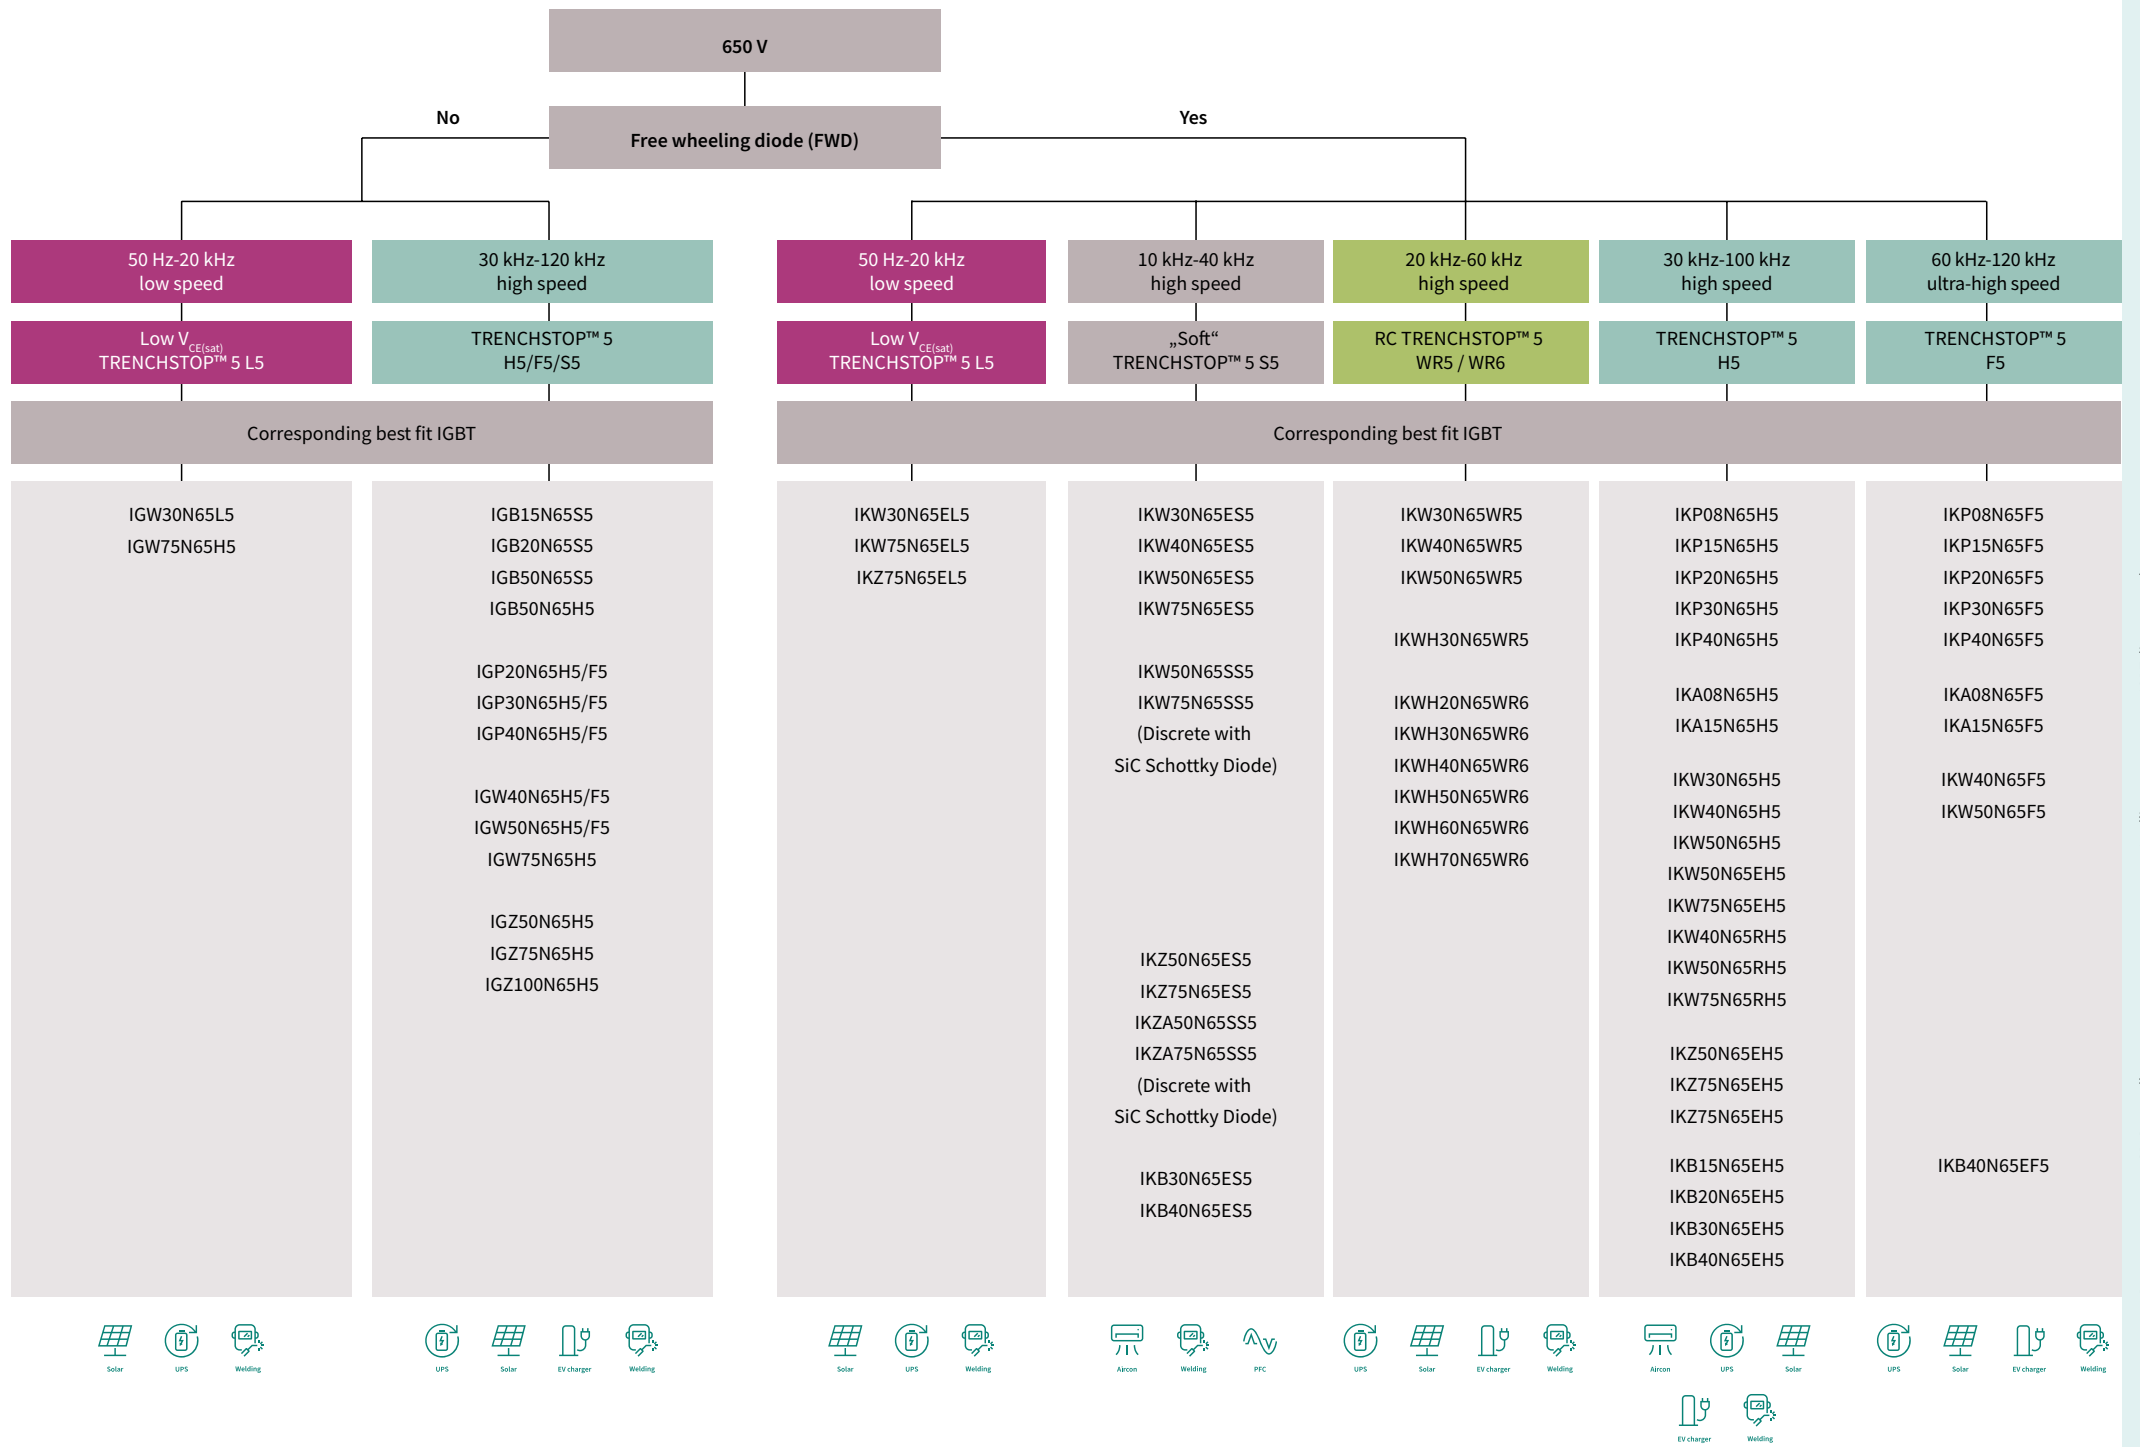 650 V
No
Yes
Free wheeling diode (FWD)
50 Hz-20 kHz
low speed
30 kHz-120 kHz
high speed
50 Hz-20 kHz
low speed
10 kHz-40 kHz
high speed
20 kHz-60 kHz
high speed
30 kHz-100 kHz
high speed
60 kHz-120 kHz
ultra-high speed
Low VCE(sat)
TRENCHSTOP™ 5 L5
TRENCHSTOP™ 5
H5/F5/S5
Low VCE(sat)
TRENCHSTOP™ 5 L5
„Soft“
TRENCHSTOP™ 5 S5
RC TRENCHSTOP™ 5
WR5 / WR6
TRENCHSTOP™ 5
H5
TRENCHSTOP™ 5
F5
Corresponding best fit IGBT
Corresponding best fit IGBT
IGW30N65L5
IGW75N65H5
IGB15N65S5
IGB20N65S5
IGB50N65S5
IGB50N65H5
IGP20N65H5/F5
IGP30N65H5/F5
IGP40N65H5/F5
IGW40N65H5/F5
IGW50N65H5/F5
IGW75N65H5
IGZ50N65H5
IGZ75N65H5
IGZ100N65H5
IKW30N65EL5
IKW75N65EL5
IKZ75N65EL5
IKW30N65ES5
IKW40N65ES5
IKW50N65ES5
IKW75N65ES5
IKW50N65SS5
IKW75N65SS5
(Discrete with
SiC Schottky Diode)
IKZ50N65ES5
IKZ75N65ES5
IKZA50N65SS5
IKZA75N65SS5
(Discrete with
SiC Schottky Diode)
IKB30N65ES5
IKB40N65ES5
IKW30N65WR5
IKW40N65WR5
IKW50N65WR5
IKWH30N65WR5
IKWH20N65WR6
IKWH30N65WR6
IKWH40N65WR6
IKWH50N65WR6
IKWH60N65WR6
IKWH70N65WR6
IKP08N65H5
IKP15N65H5
IKP20N65H5
IKP30N65H5
IKP40N65H5
IKA08N65H5
IKA15N65H5
IKW30N65H5
IKW40N65H5
IKW50N65H5
IKW50N65EH5
IKW75N65EH5
IKW40N65RH5
IKW50N65RH5
IKW75N65RH5
IKZ50N65EH5
IKZ75N65EH5
IKZ75N65EH5
IKB15N65EH5
IKB20N65EH5
IKB30N65EH5
IKB40N65EH5
IKP08N65F5
IKP15N65F5
IKP20N65F5
IKP30N65F5
IKP40N65F5
IKA08N65F5
IKA15N65F5
IKW40N65F5
IKW50N65F5
IKB40N65EF5
Solar
UPS
Welding
UPS
Solar
EV charger
Welding
Solar
UPS
Welding
Aircon
Welding
PFC
UPS
Solar
EV charger
Welding
Aircon
UPS
Solar
EV charger
Welding
UPS
Solar
EV charger
Welding